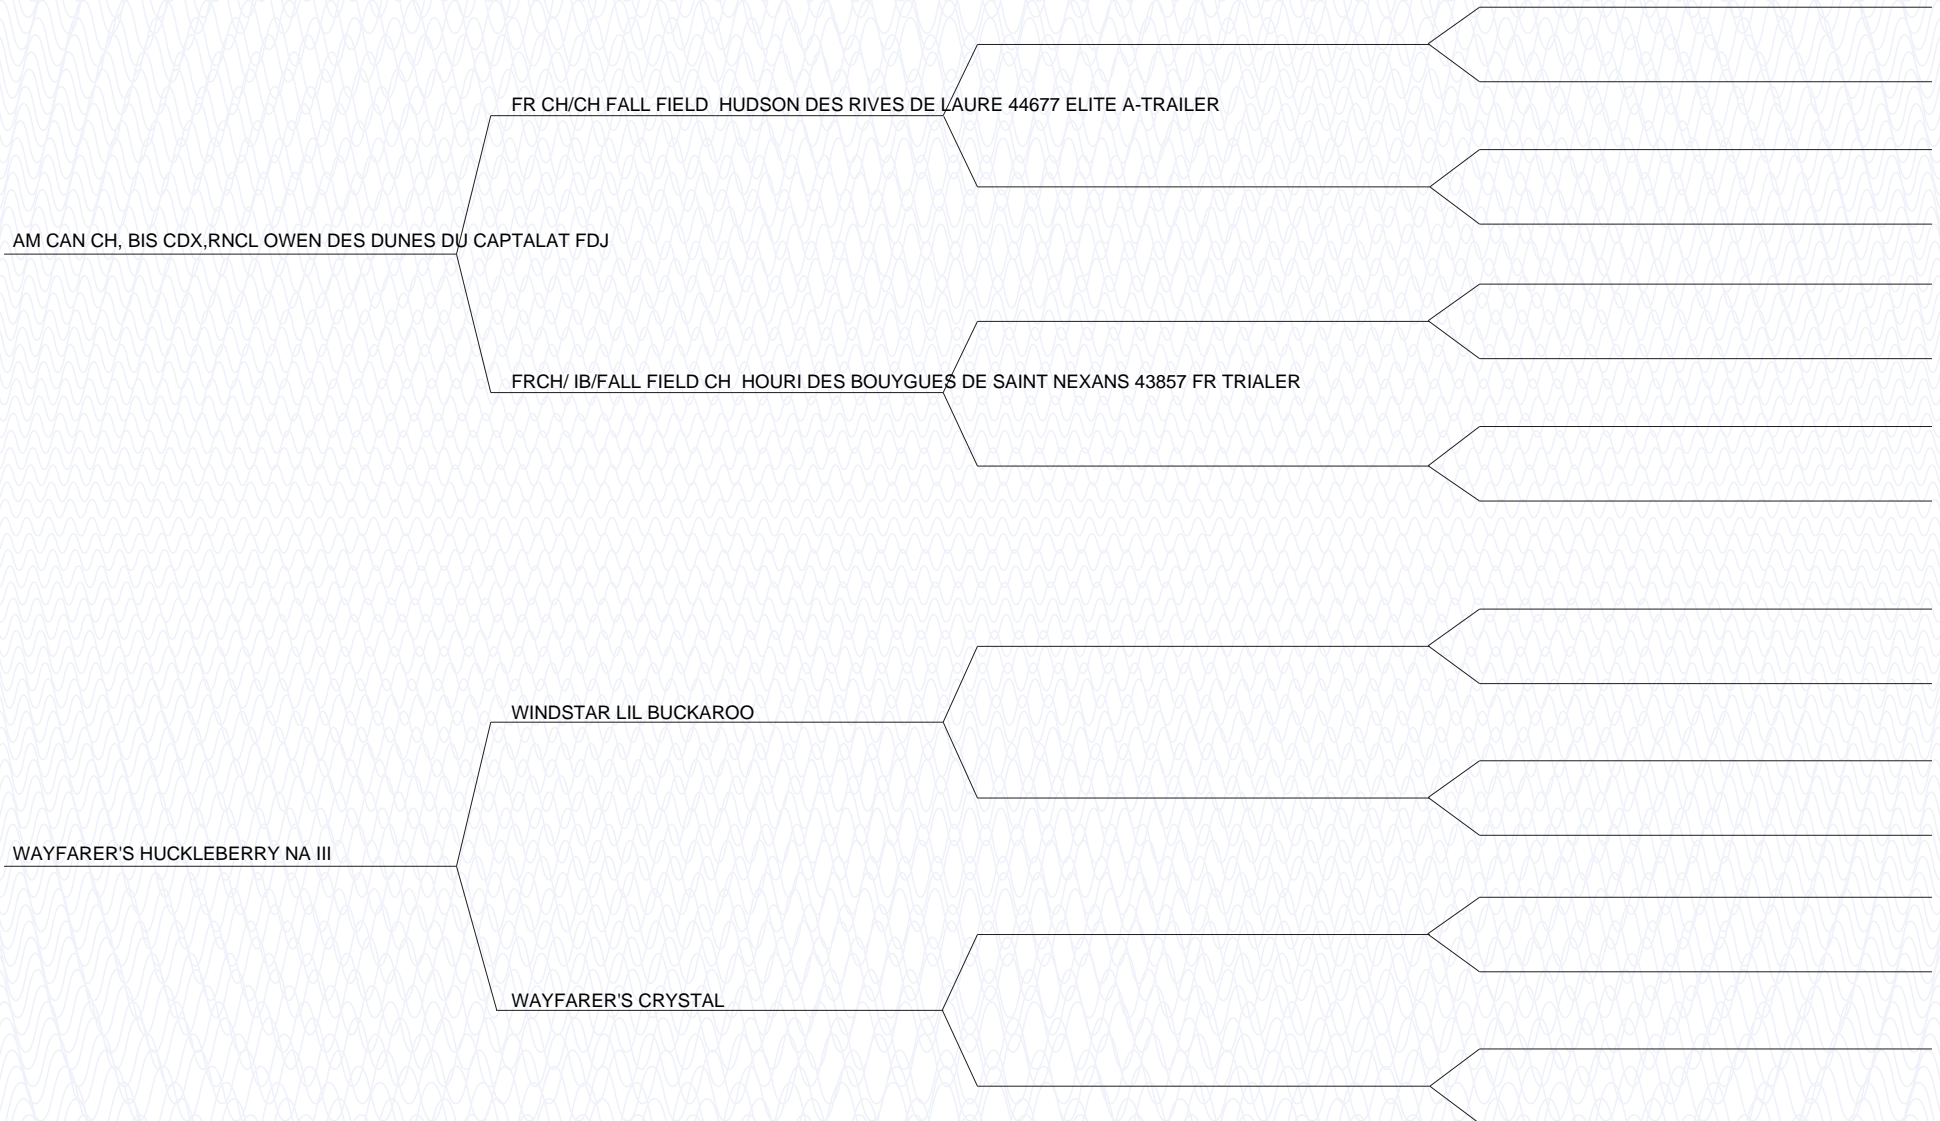 FR CH/CH FALL FIELD  HUDSON DES RIVES DE LAURE 44677 ELITE A-TRAILER
AM CAN CH, BIS CDX,RNCL OWEN DES DUNES DU CAPTALAT FDJ
FRCH/ IB/FALL FIELD CH  HOURI DES BOUYGUES DE SAINT NEXANS 43857 FR TRIALER
WINDSTAR LIL BUCKAROO
WAYFARER'S HUCKLEBERRY NA III
WAYFARER'S CRYSTAL